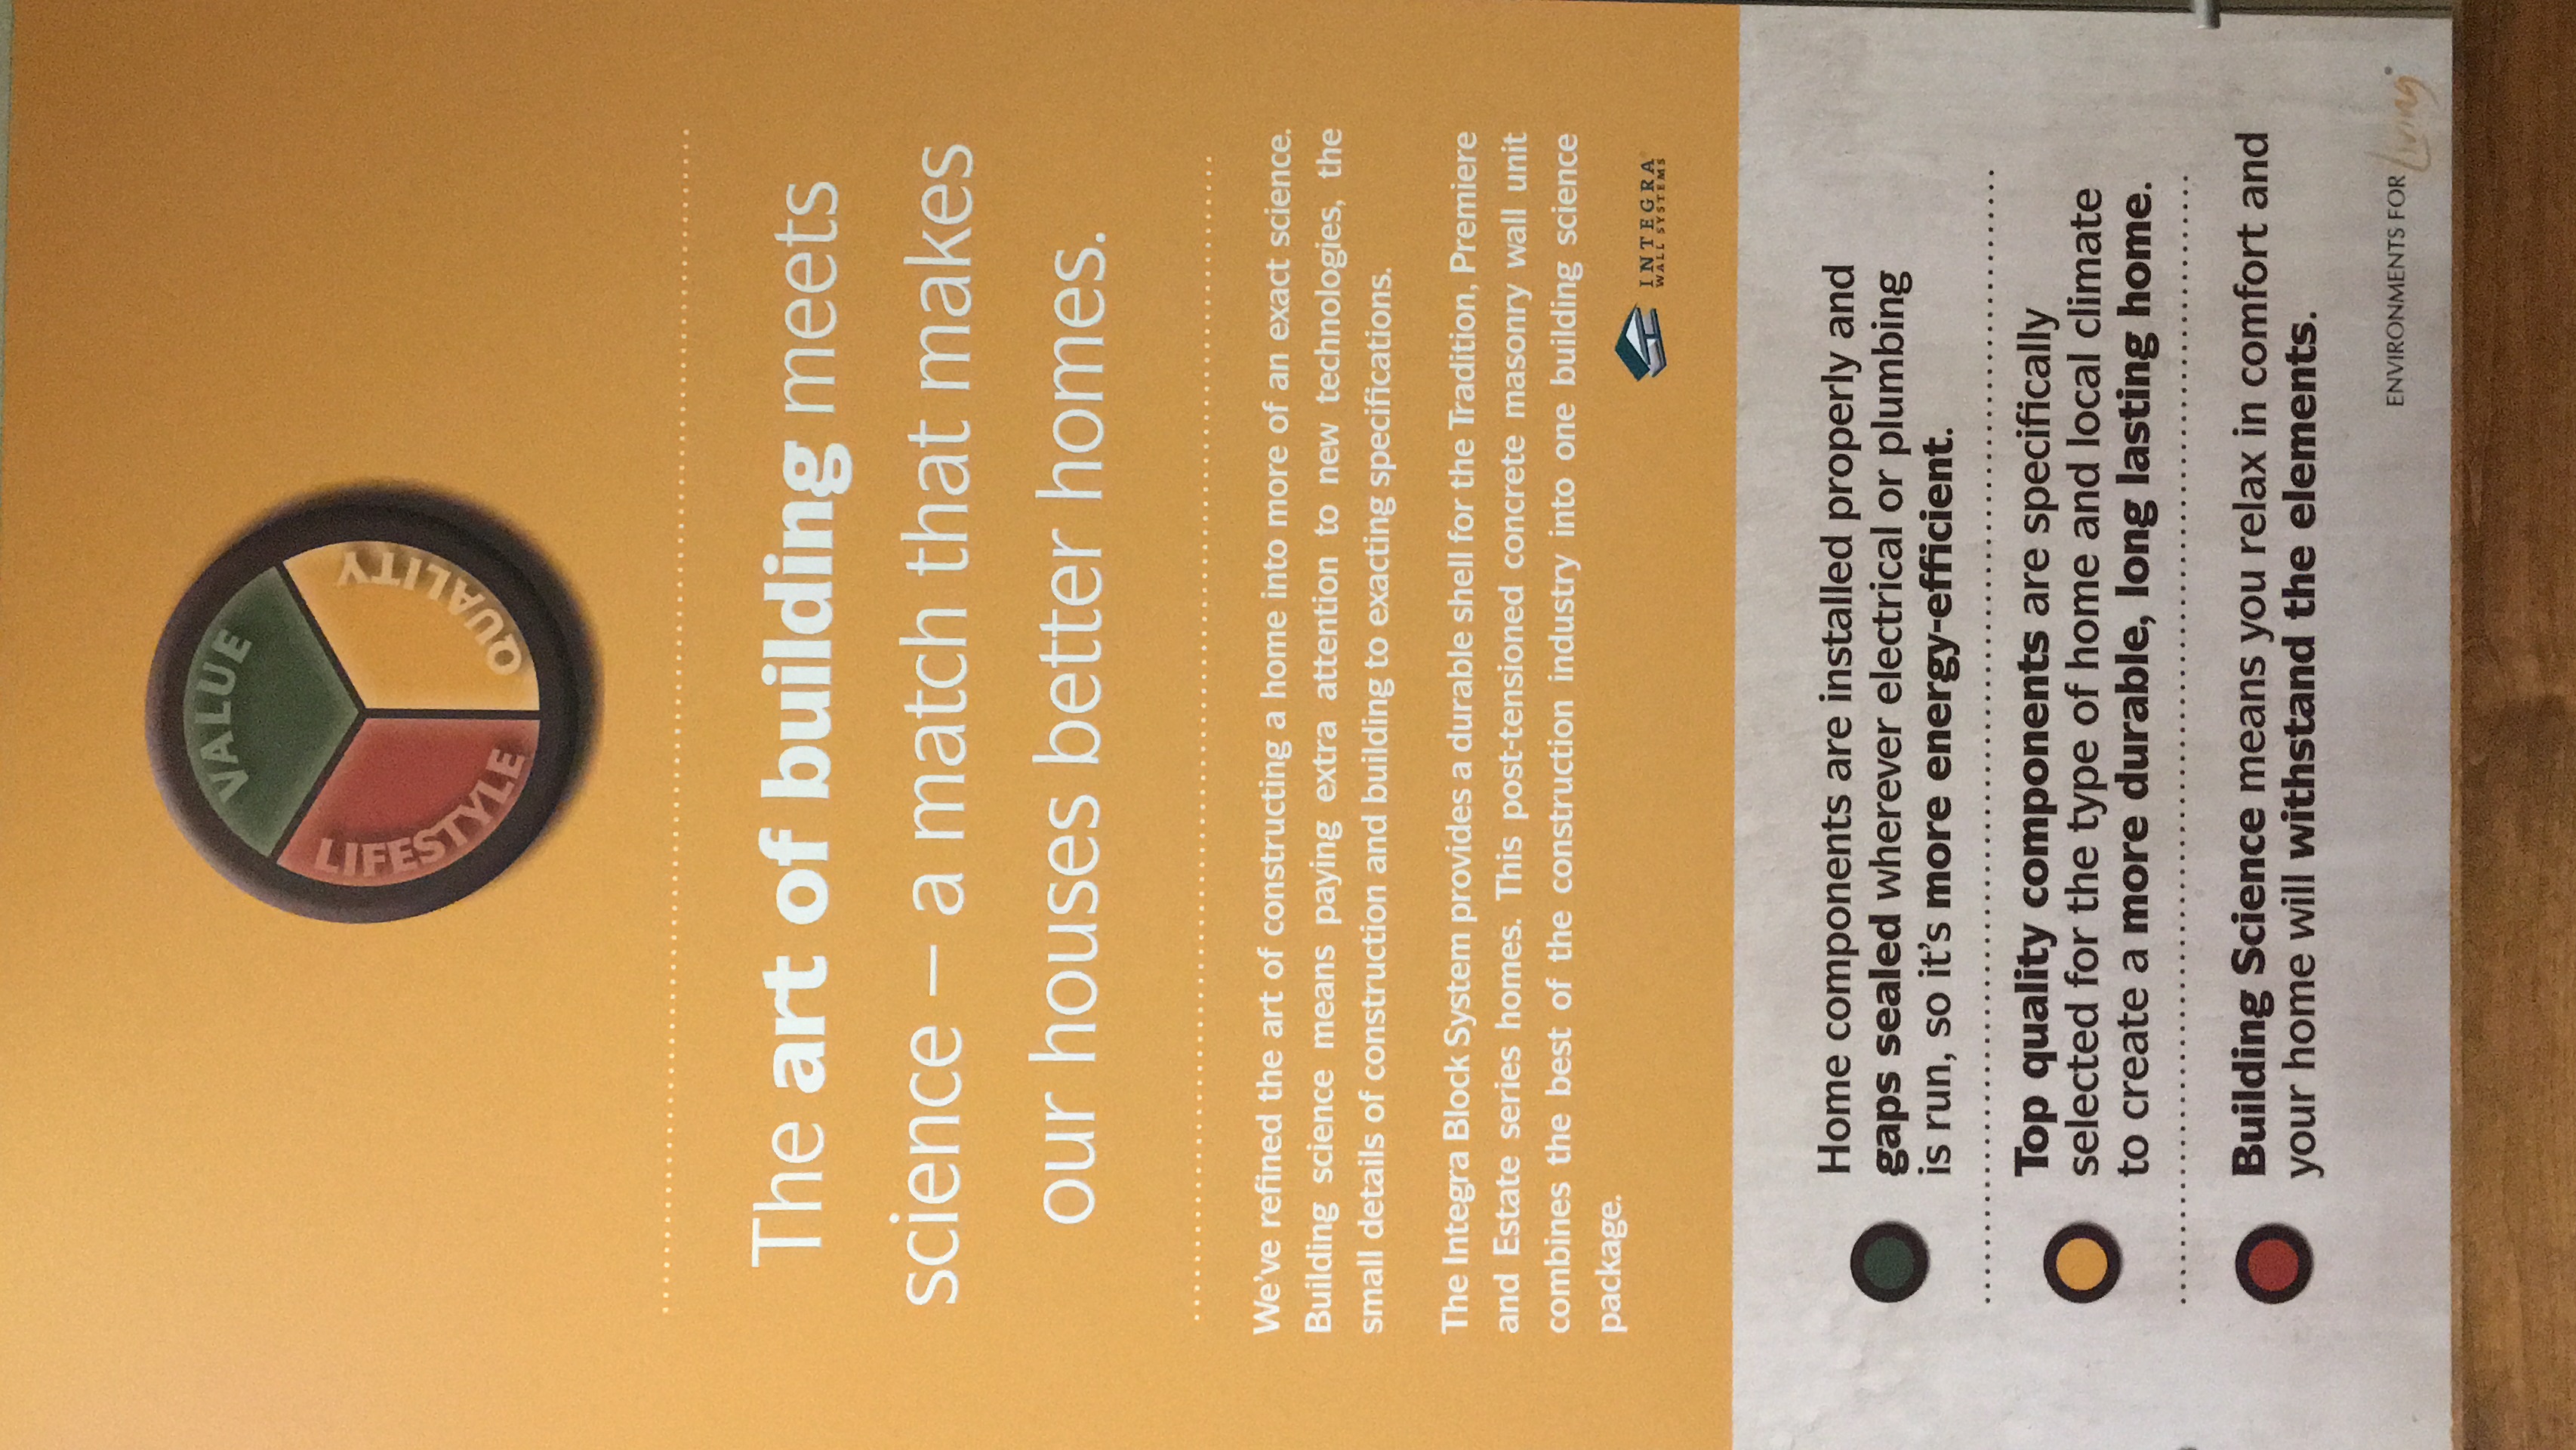 VALUE
LIFESTYLE
QUALITY
The art of building meets
science – a match that makes
our houses better homes.
We've refined the art of constructing a home into more of an exact science.
Building science means paying extra attention to new technologies, the
small details of construction and building to exacting specifications.
The Integra Block System provides a durable shell for the Tradition, Premiere
and Estate series homes. This post-tensioned concrete masonry wall unit
combines the best of the construction industry into one building science
package.
INTEGRA
WALL SYSTEMS
Home components are installed properly and
gaps sealed wherever electrical or plumbing
is run, so it's more energy-efficient.
Top quality components are specifically
selected for the type of home and local climate
to create a more durable, long lasting home.
Building Science means you relax in comfort and
your home will withstand the elements.
ENVIRONMENTS FOR Living